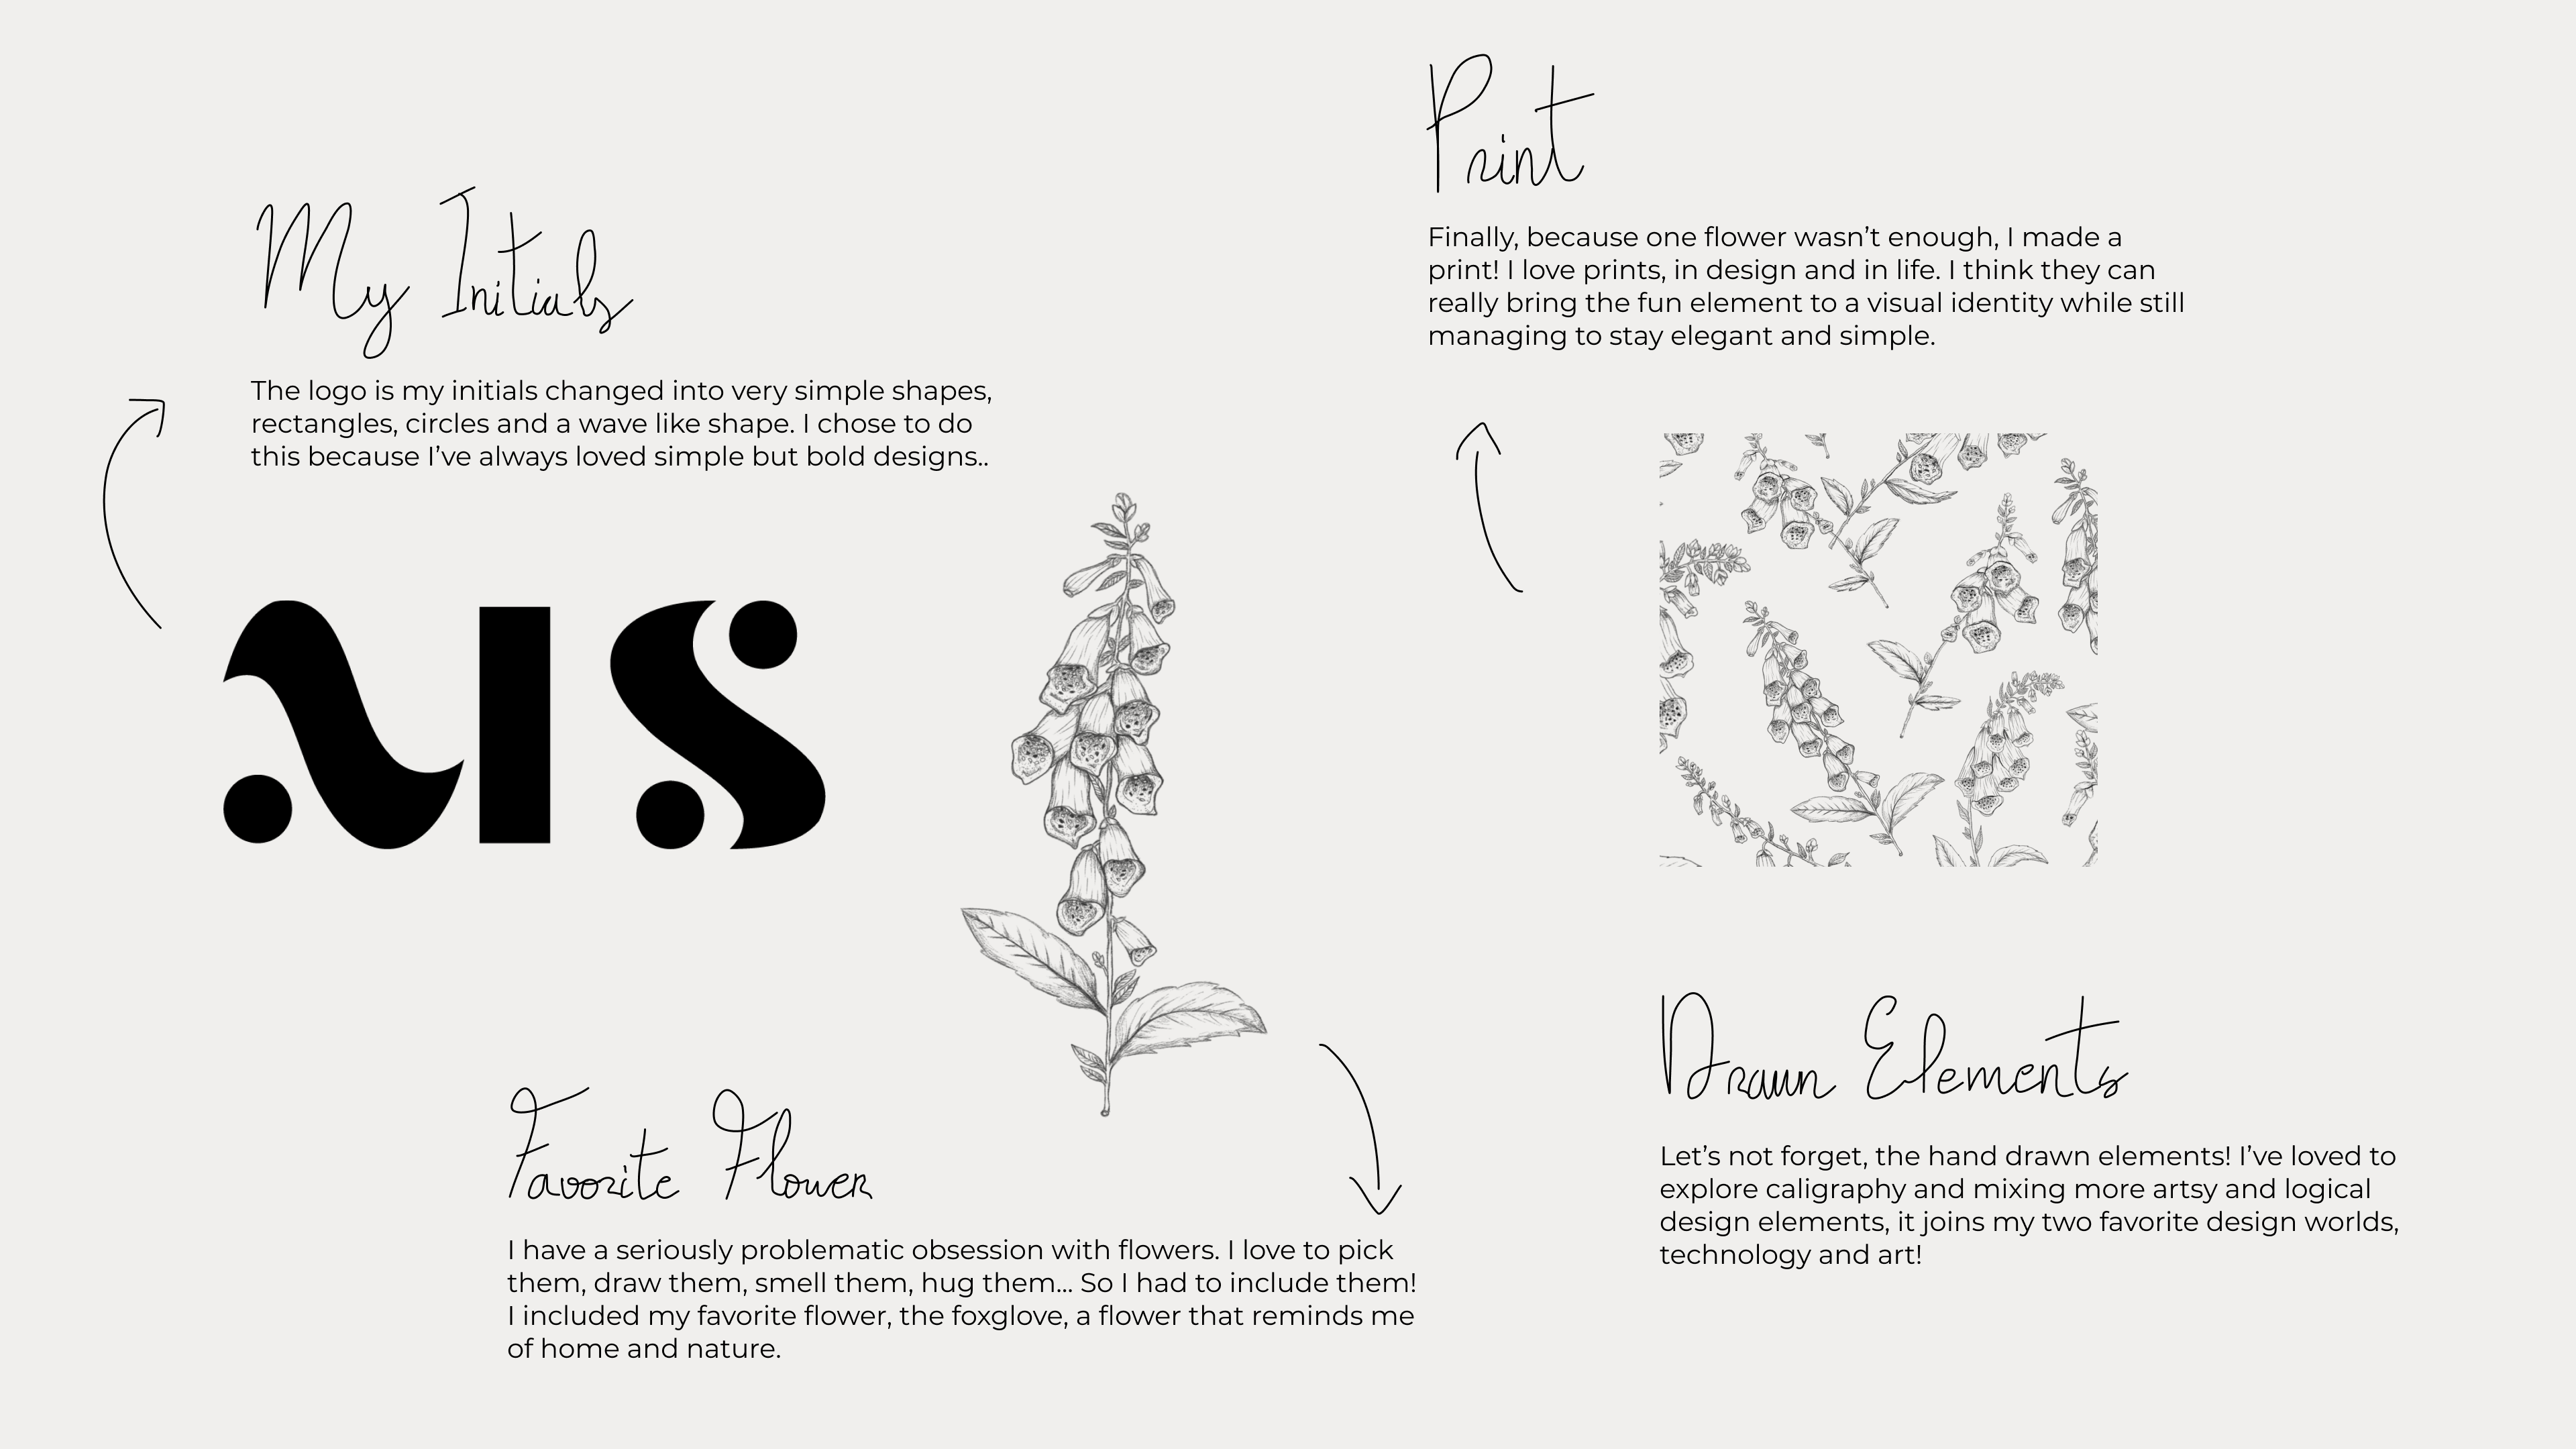 My Initials
The logo is my initials changed into very simple shapes,
rectangles, circles and a wave like shape. I chose to do
this because I’ve always loved simple but bold designs..
MS
Favorite Flower
I have a seriously problematic obsession with flowers. I love to pick
them, draw them, smell them, hug them... So I had to include them!
I included my favorite flower, the foxglove, a flower that reminds me
of home and nature.
Print
Finally, because one flower wasn’t enough, I made a
print! I love prints, in design and in life. I think they can
really bring the fun element to a visual identity while still
managing to stay elegant and simple.
Drawn Elements
Let’s not forget, the hand drawn elements! I’ve loved to
explore caligraphy and mixing more artsy and logical
design elements, it joins my two favorite design worlds,
technology and art!